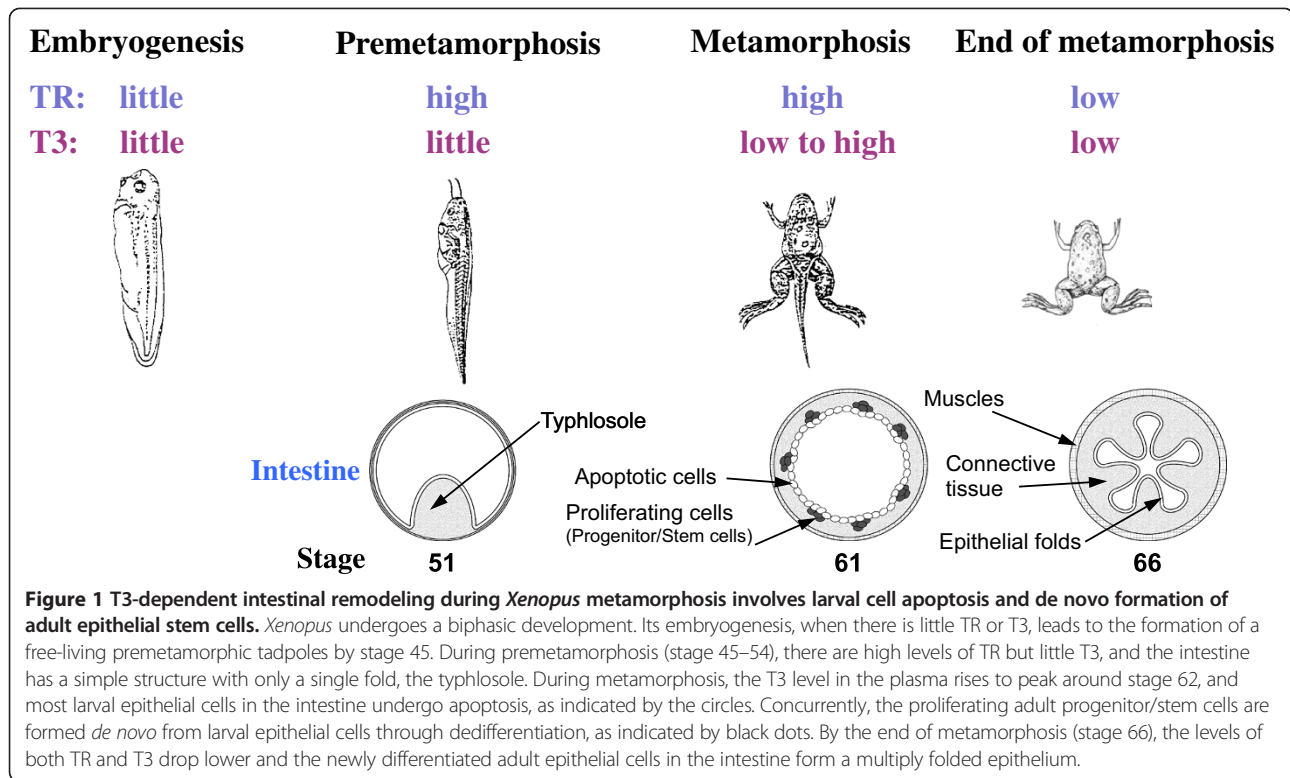 Embryogenesis Premetamorphosis Metamorphosis End of metamorphosis
TR: little high high low
T3: little little low to high low
Typhlosole
Intestine
Apoptotic cells
Proliferating cells
(Progenitor/Stem cells)
Muscles
Connective
tissue
Epithelial folds
Stage 51 61 66
Figure 1 T3-dependent intestinal remodeling during Xenopus metamorphosis involves larval cell apoptosis and de novo formation of
adult epithelial stem cells. Xenopus undergoes a biphasic development. Its embryogenesis, when there is little TR or T3, leads to the formation of a
free-living premetamorphic tadpoles by stage 45. During premetamorphosis (stage 45–54), there are high levels of TR but little T3, and the intestine
has a simple structure with only a single fold, the typhlosole. During metamorphosis, the T3 level in the plasma rises to peak around stage 62, and
most larval epithelial cells in the intestine undergo apoptosis, as indicated by the circles. Concurrently, the proliferating adult progenitor/stem cells are
formed de novo from larval epithelial cells through dedifferentiation, as indicated by black dots. By the end of metamorphosis (stage 66), the levels of
both TR and T3 drop lower and the newly differentiated adult epithelial cells in the intestine form a multiply folded epithelium.